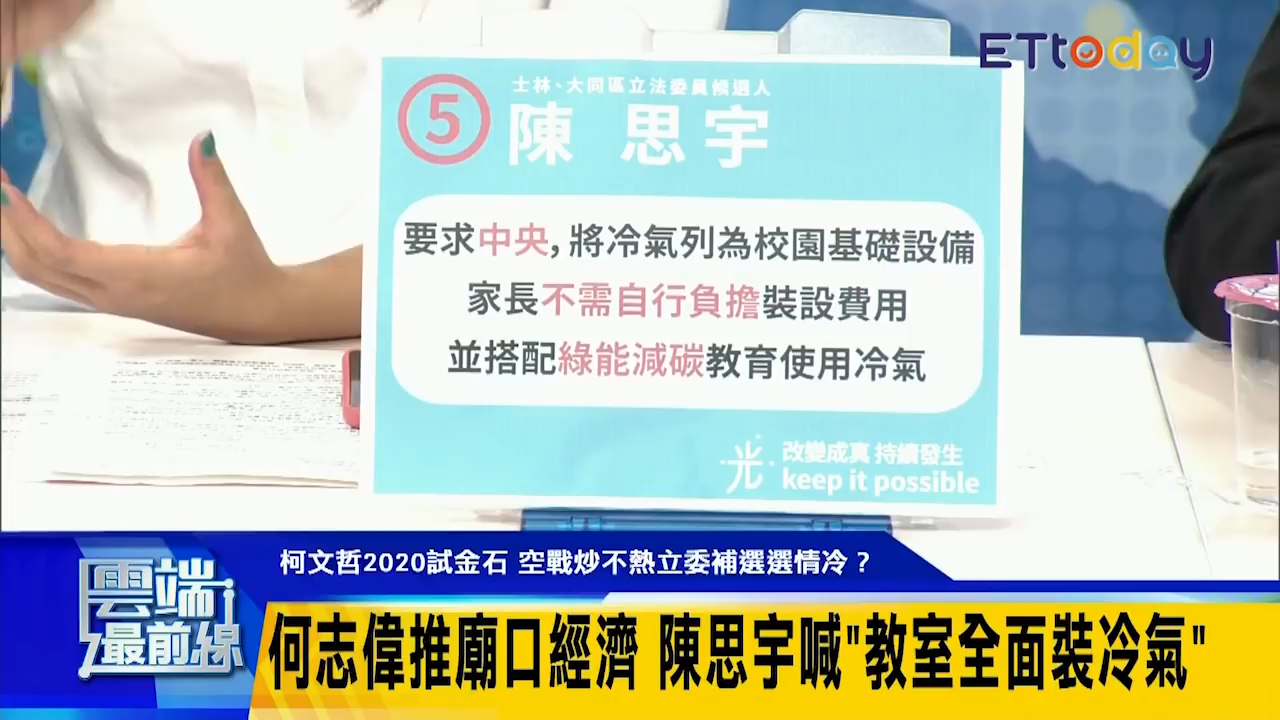 ETtoday
5
士林、大同區立法委員候選人
陳思宇
要求中央,將冷氣列為校園基礎設備
家長不需自行負擔裝設費用
並搭配綠能減碳教育使用冷氣
光
改變成真 持續發生
keep it possible
柯文哲2020試金石 空戰炒不熱立委補選選情冷？
雲端
最前線
何志偉推廟口經濟 陳思宇喊"教室全面裝冷氣"